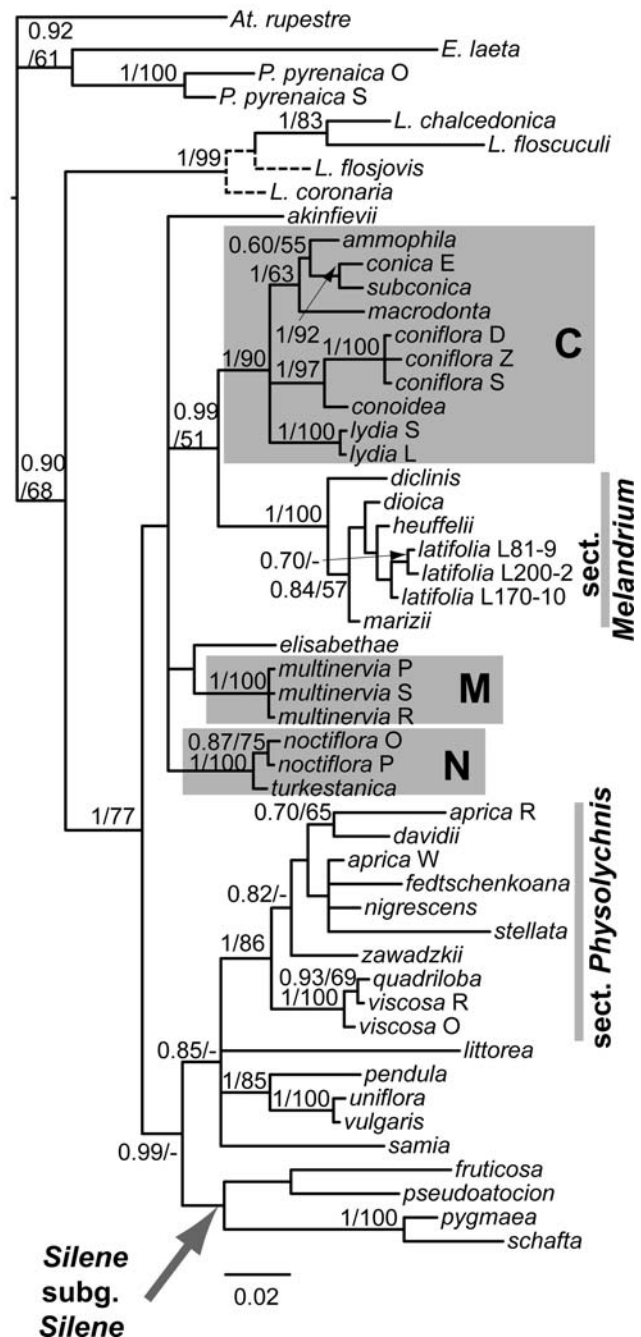 At. rupestre
0.92
/61
E. laeta
1/100
P. pyrenaica O
P. pyrenaica S
1/83
L. chalcedonica
L. floscuculi
1/99
L. flosjovis
L. coronaria
akinfievii
0.60/55
ammophila
conica E
1/63
subconica
macrodonta
1/92
coniflora D
1/100
C
1/90
1/97
coniflora Z
coniflora S
conoidea
0.99
/51
1/100
lydia S
lydia L
0.90
/68
diclinis
dioica
1/100
heuffelii
latifolia L81-9
0.70/-
latifolia L200-2
0.84/57
latifolia L170-10
marizii
sect.
Melandrium
elisabethae
multinervia P
1/100
multinervia S
M
multinervia R
0.87/75
noctiflora O
1/100
noctiflora P
N
turkestanica
1/77
0.70/65
aprica R
davidii
aprica W
0.82/-
fedtschenkoana
nigrescens
stellata
1/86
zawadzkii
0.93/69
quadriloba
1/100
viscosa R
viscosa O
sect. Physolychnis
0.85/-
littorea
1/85
pendula
1/100
uniflora
vulgaris
0.99/-
samia
fruticosa
pseudoatocion
1/100
pygmaea
schafta
Silene
subg.
Silene
0.02